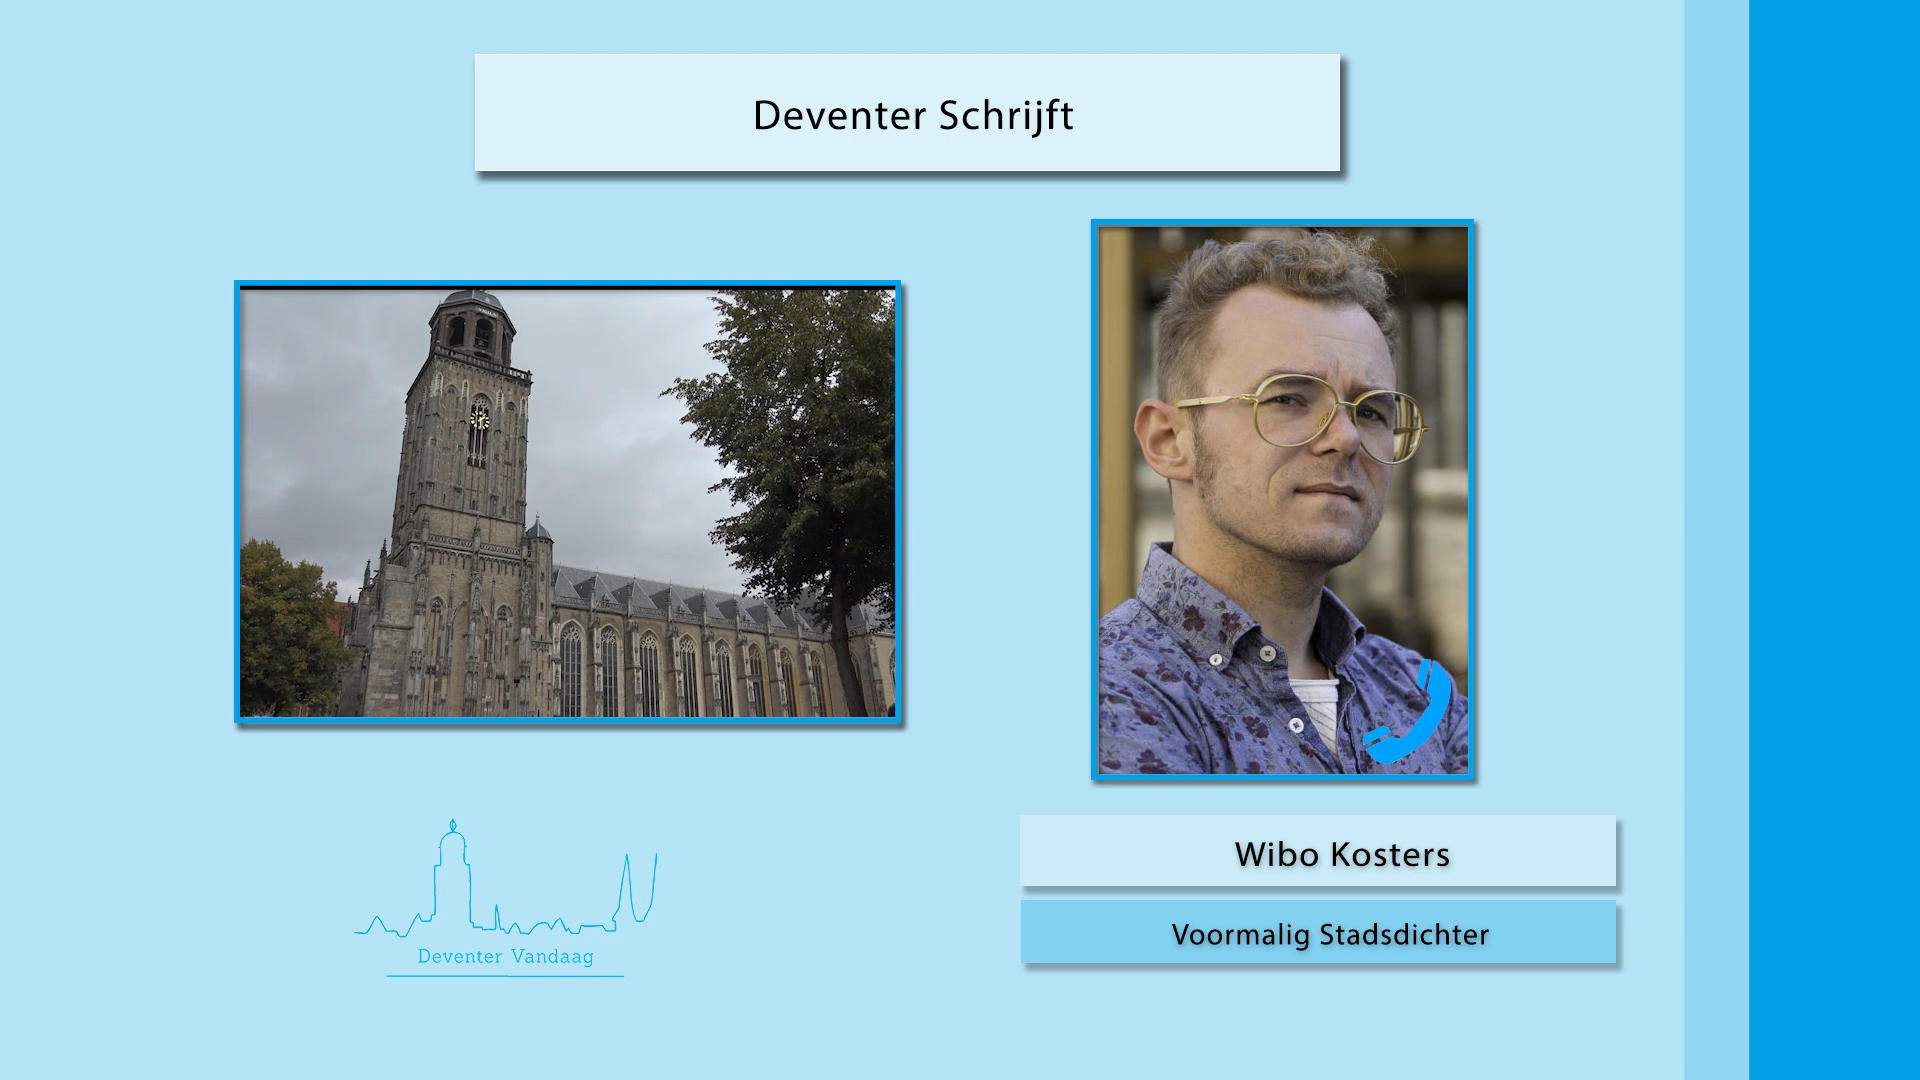 Deventer Schrijft
Wibo Kosters
Voormalig Stadsdichter
Deventer Vandaag